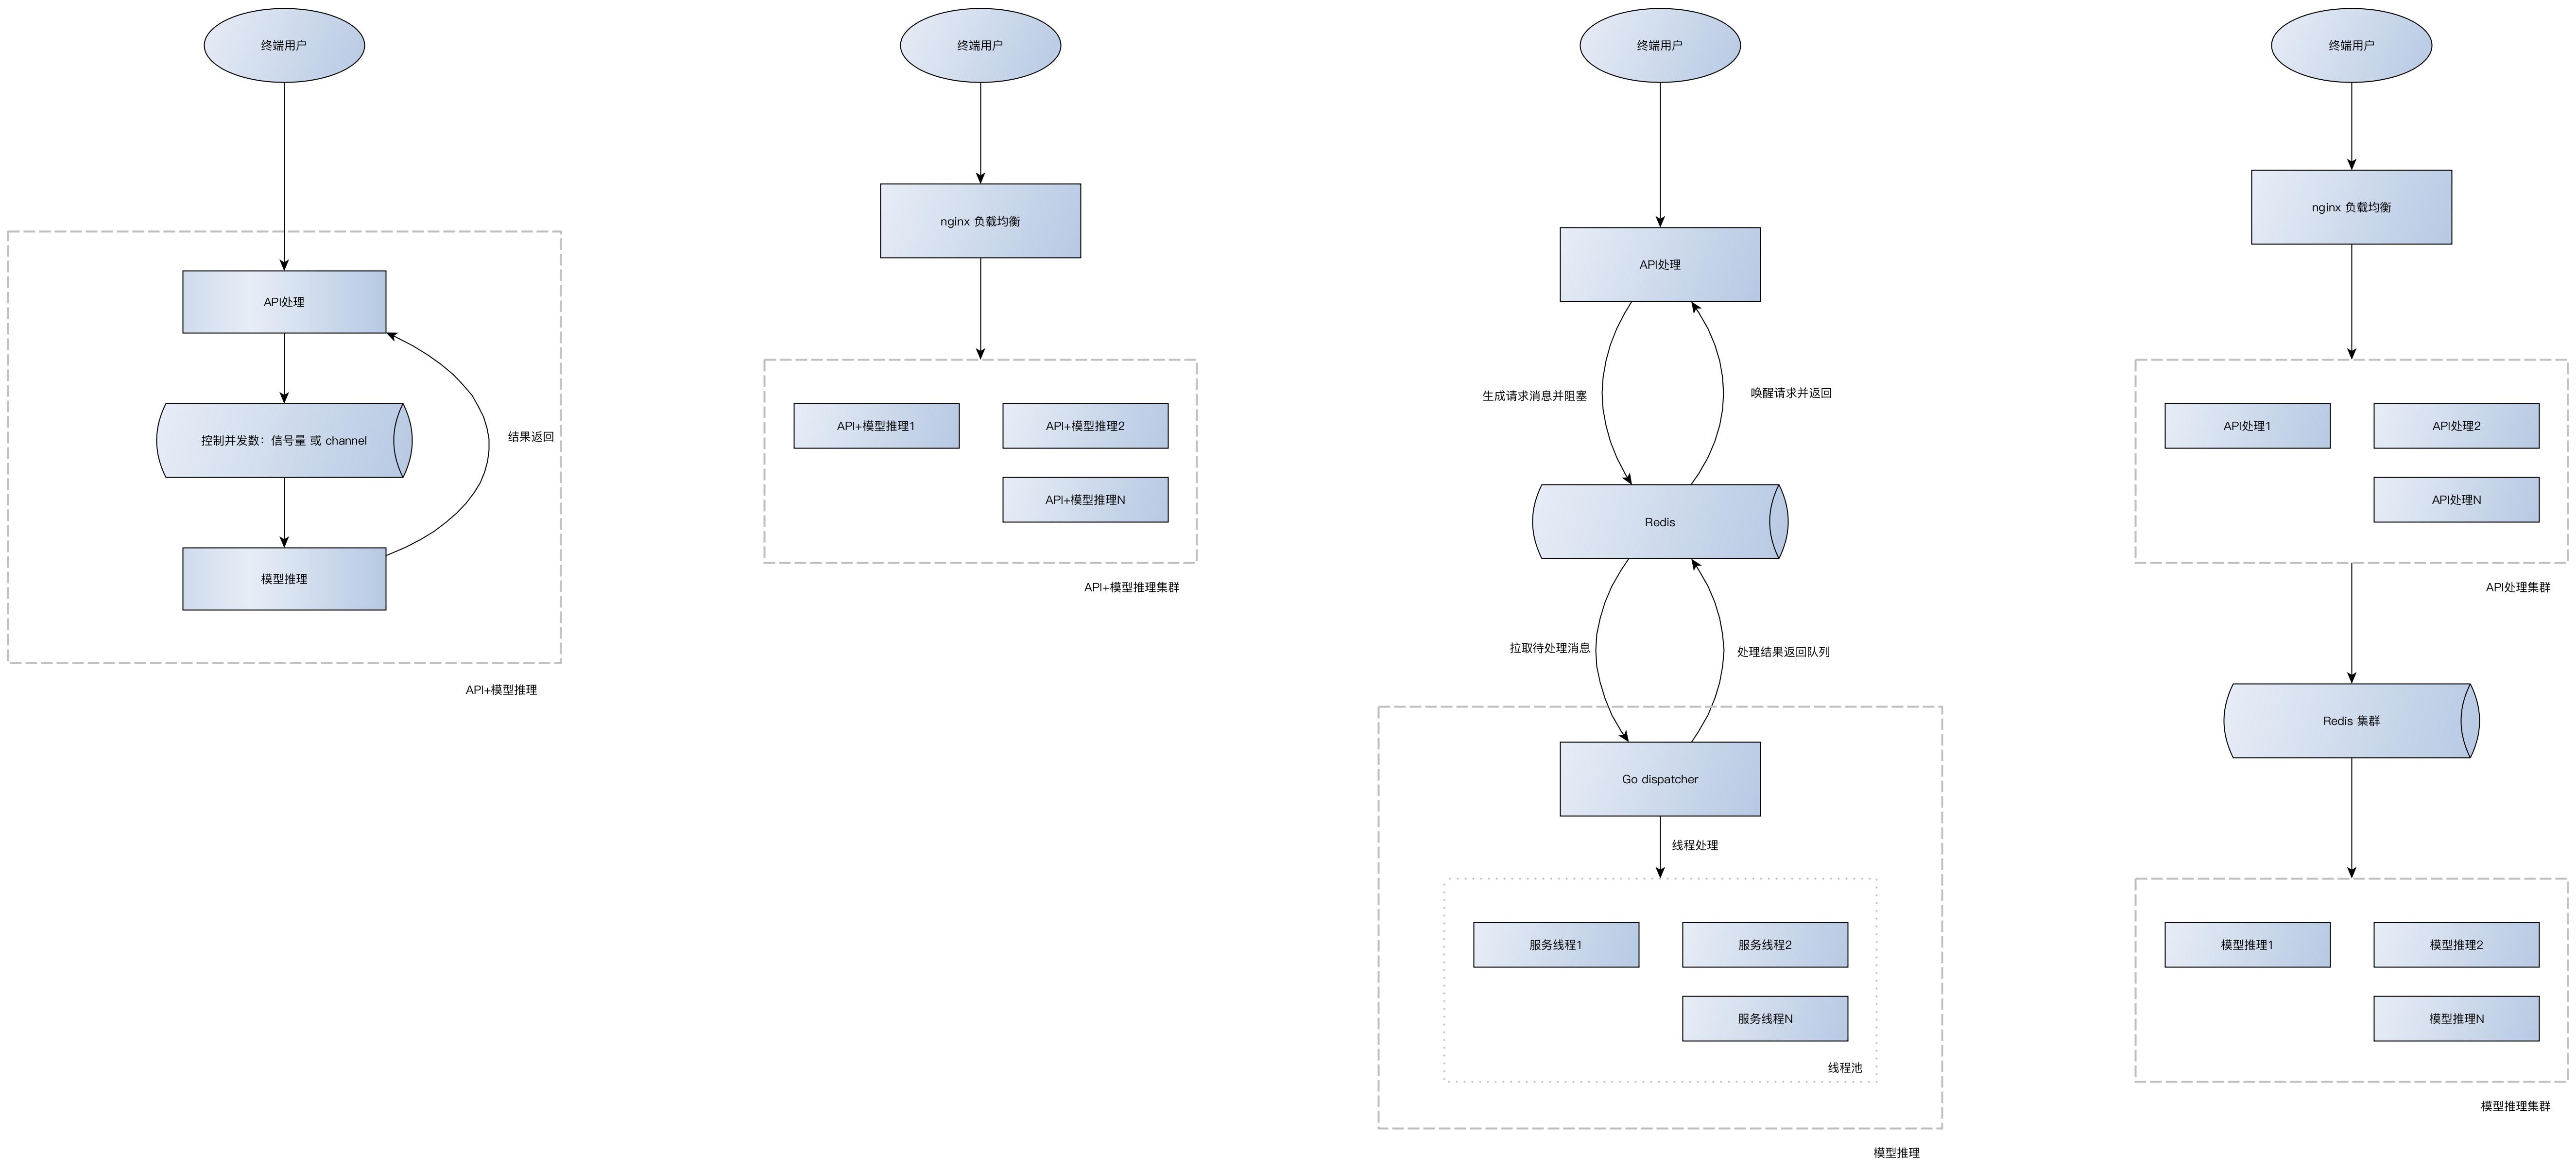 终端用户
API处理
控制并发数：信号量 或 channel
结果返回
模型推理
API+模型推理
终端用户
nginx 负载均衡
API+模型推理1
API+模型推理2
API+模型推理N
API+模型推理集群
终端用户
API处理
生成请求消息并阻塞
唤醒请求并返回
Redis
拉取待处理消息
处理结果返回队列
Go dispatcher
线程处理
服务线程1
服务线程2
服务线程N
线程池
模型推理
终端用户
nginx 负载均衡
API处理1
API处理2
API处理N
API处理集群
Redis 集群
模型推理1
模型推理2
模型推理N
模型推理集群